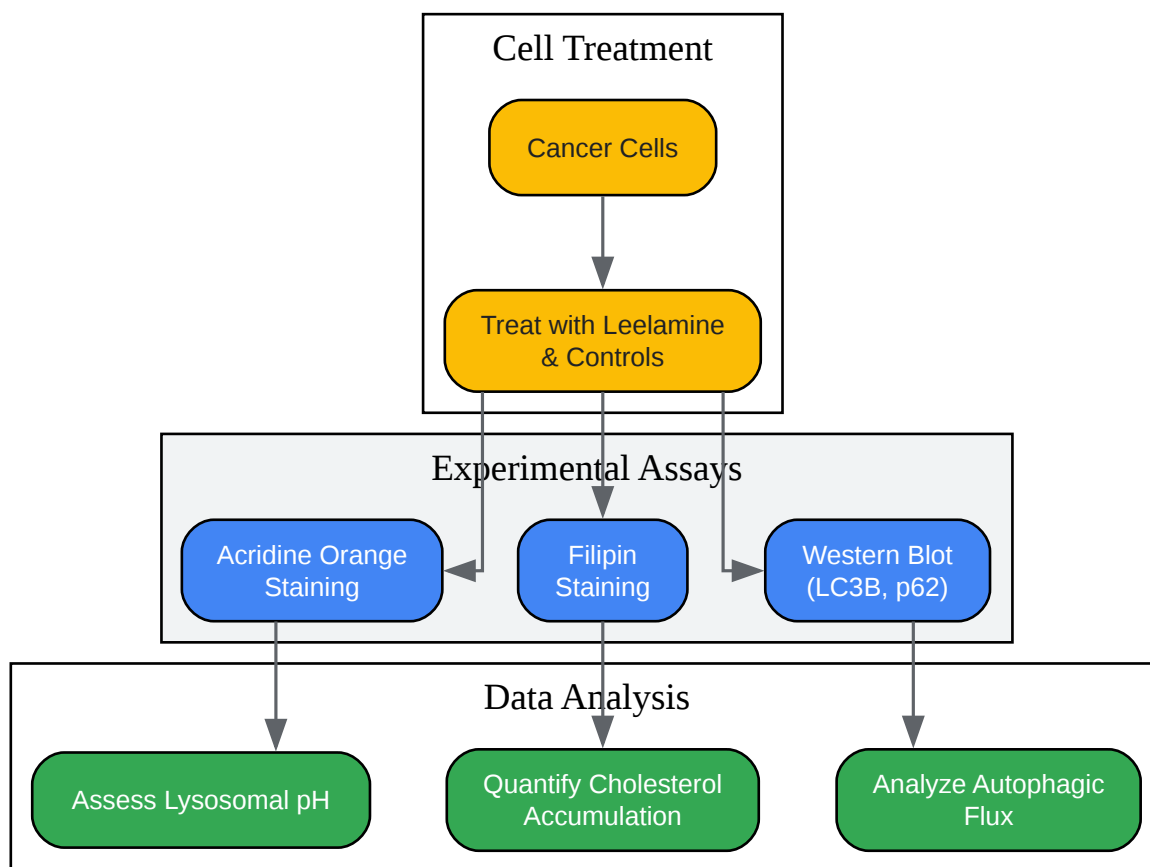 Cell Treatment
Cancer Cells
Treat with Leelamine
& Controls
Experimental Assays
Acridine Orange
Staining
Filipin
Staining
Western Blot
(LC3B, p62)
Data Analysis
Assess Lysosomal pH
Quantify Cholesterol
Accumulation
Analyze Autophagic
Flux